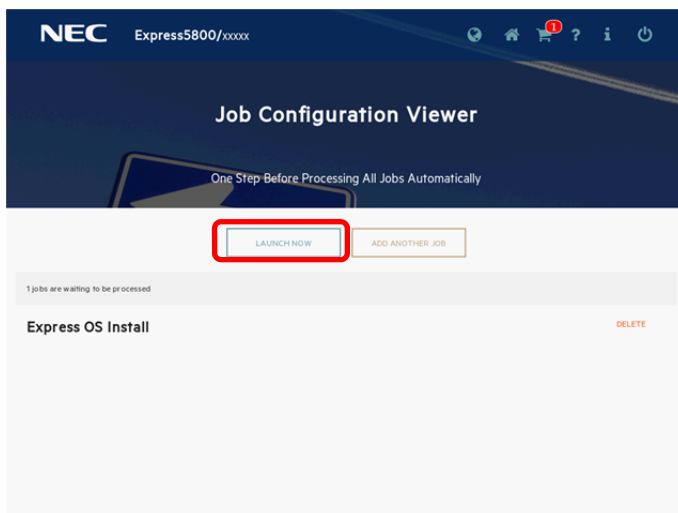 NEC Express5800/xxxxx 1 ? i
Job Configuration Viewer
One Step Before Processing All Jobs Automatically
LAUNCH NOW ADD ANOTHER JOB
1 jobs are waiting to be processed
Express OS Install DELETE